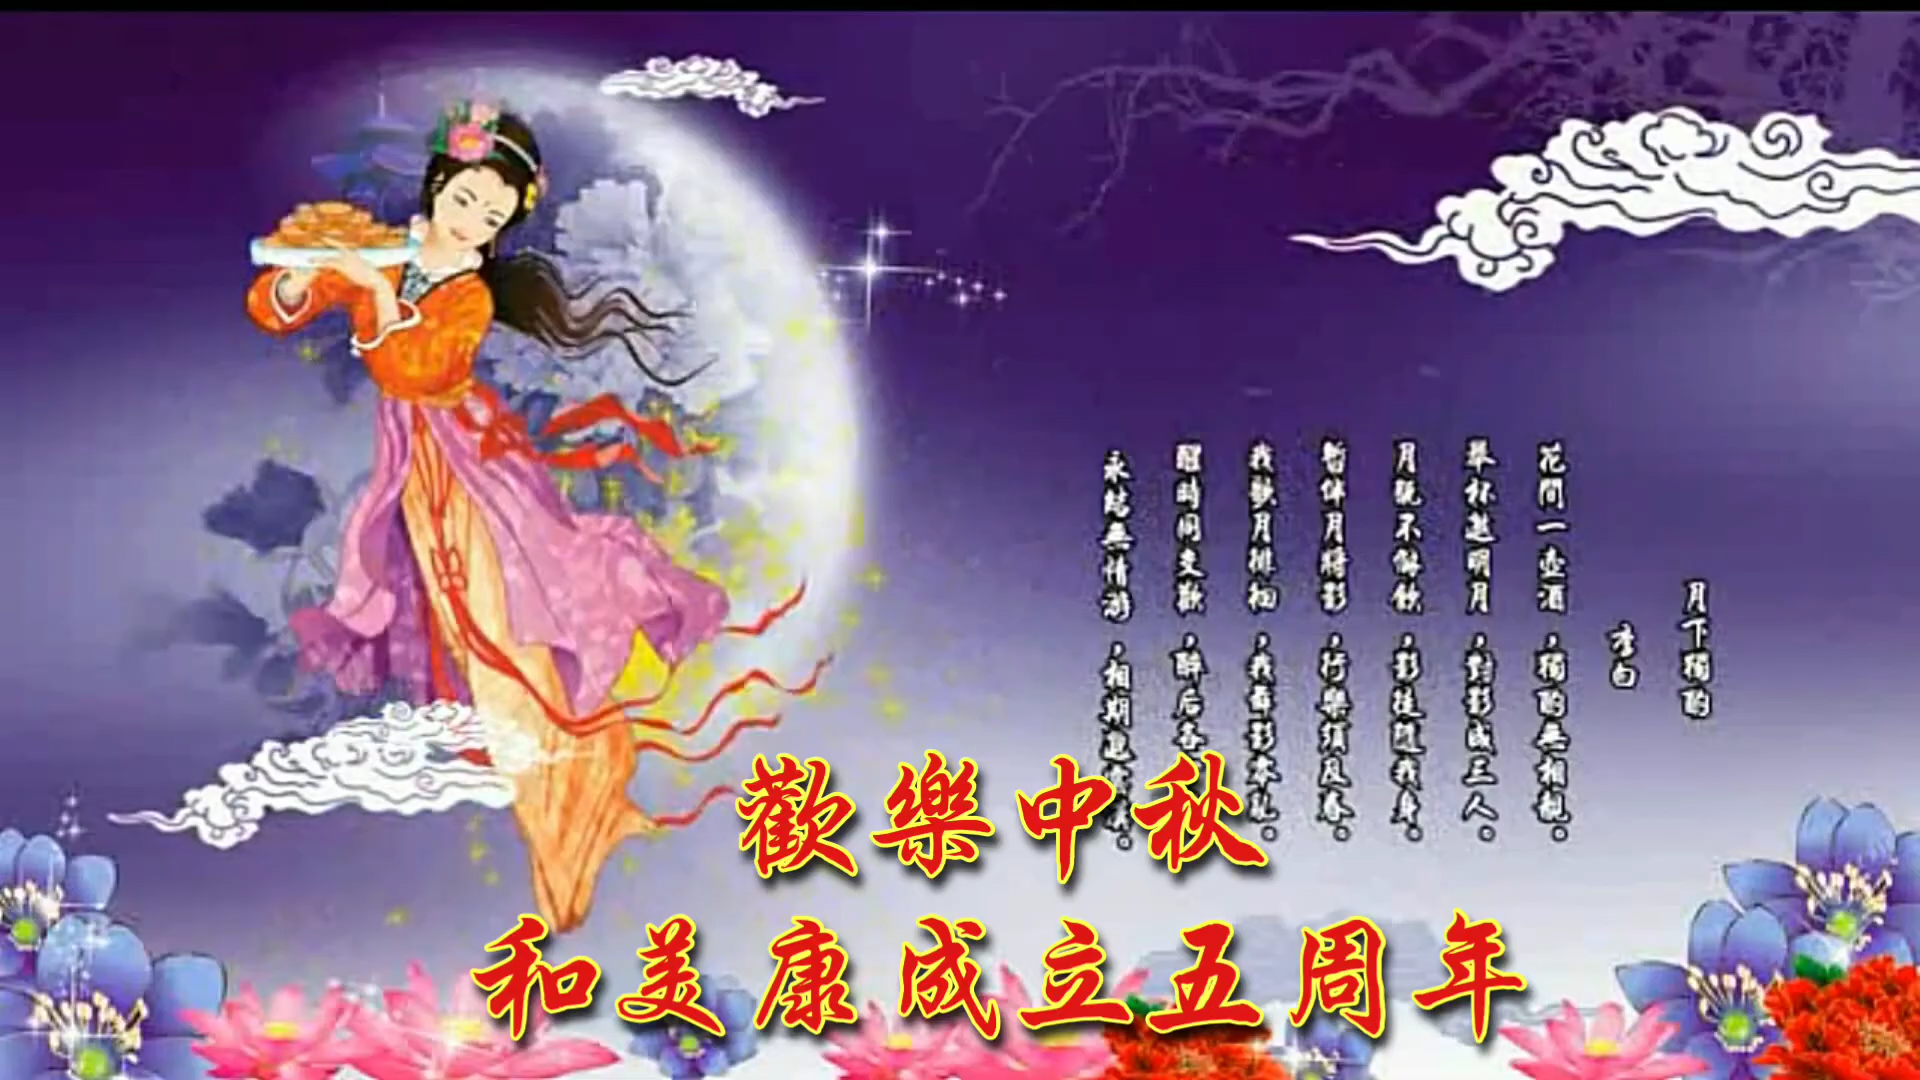 月下獨酌
李白
花間一壺酒，獨酌無相親。
舉杯邀明月，對影成三人。
月既不解飲，影徒隨我身。
暫伴月將影，行樂須及春。
我歌月徘徊，我舞影零亂。
醒時同交歡，醉后各
永結無情游，相期邈
歡樂中秋
和美康成立五周年